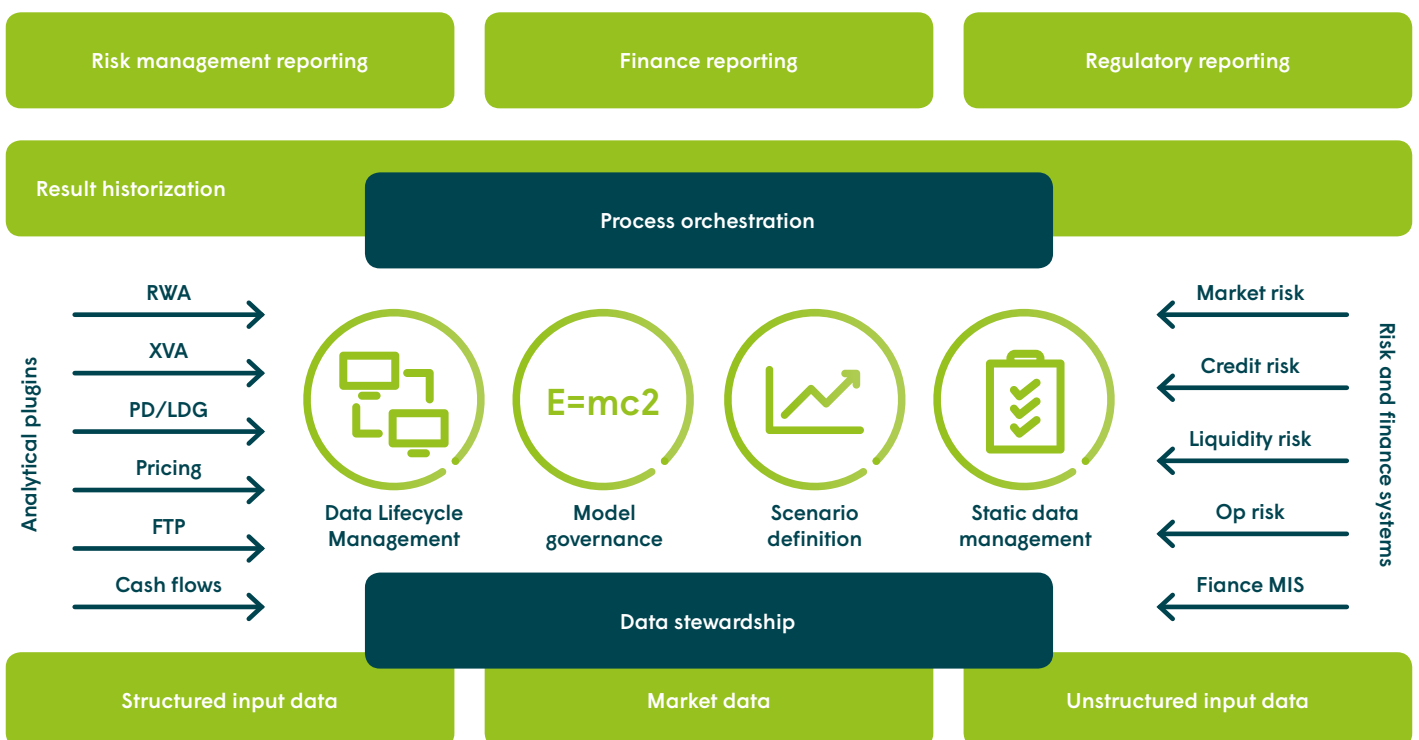 Risk management reporting
Finance reporting
Regulatory reporting
Result historization
Process orchestration
Analytical plugins
RWA
XVA
PD/LDG
Pricing
FTP
Cash flows
E=mc2
Data Lifecycle
Management
Model
governance
Scenario
definition
Static data
management
Market risk
Credit risk
Liquidity risk
Op risk
Fiance MIS
Risk and finance systems
Data stewardship
Structured input data
Market data
Unstructured input data